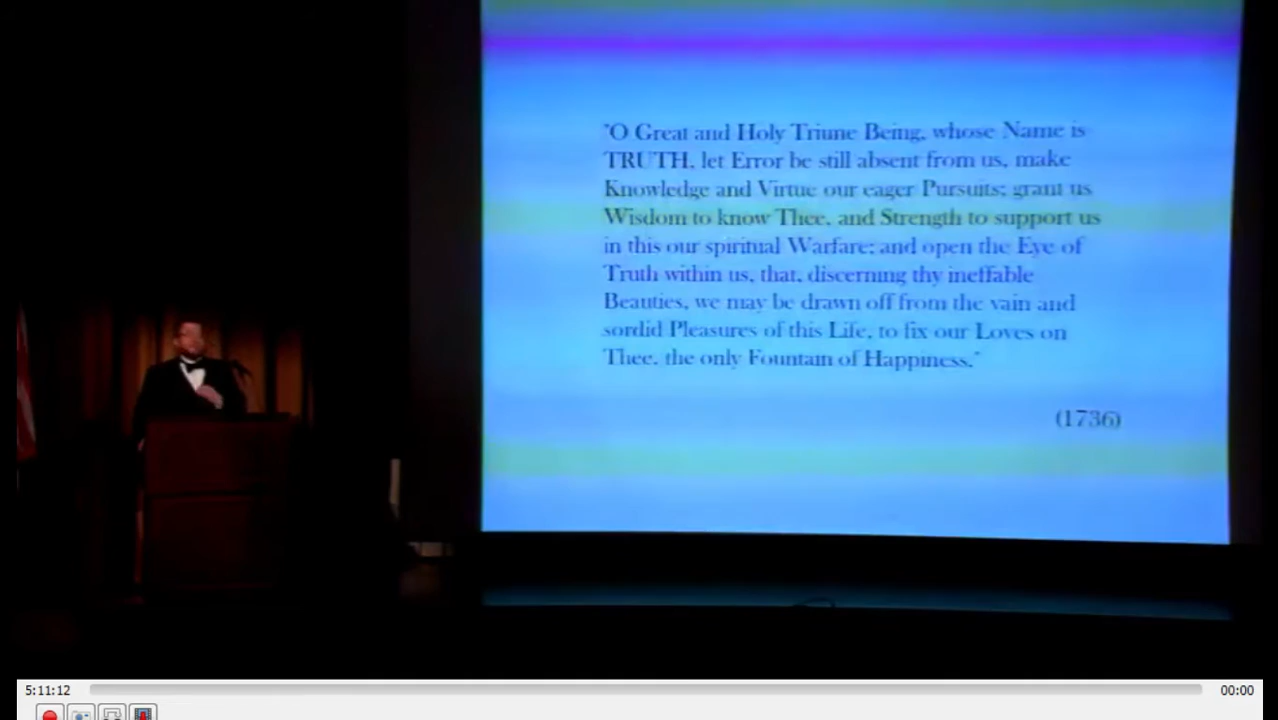 "O Great and Holy Triune Being, whose Name is
TRUTH, let Error be still absent from us, make
Knowledge and Virtue our eager Pursuits; grant us
Wisdom to know Thee, and Strength to support us
in this our spiritual Warfare; and open the Eye of
Truth within us, that, discerning thy ineffable
Beauties, we may be drawn off from the vain and
sordid Pleasures of this Life, to fix our Loves on
Thee, the only Fountain of Happiness."
(1736)
5:11:12
00:00